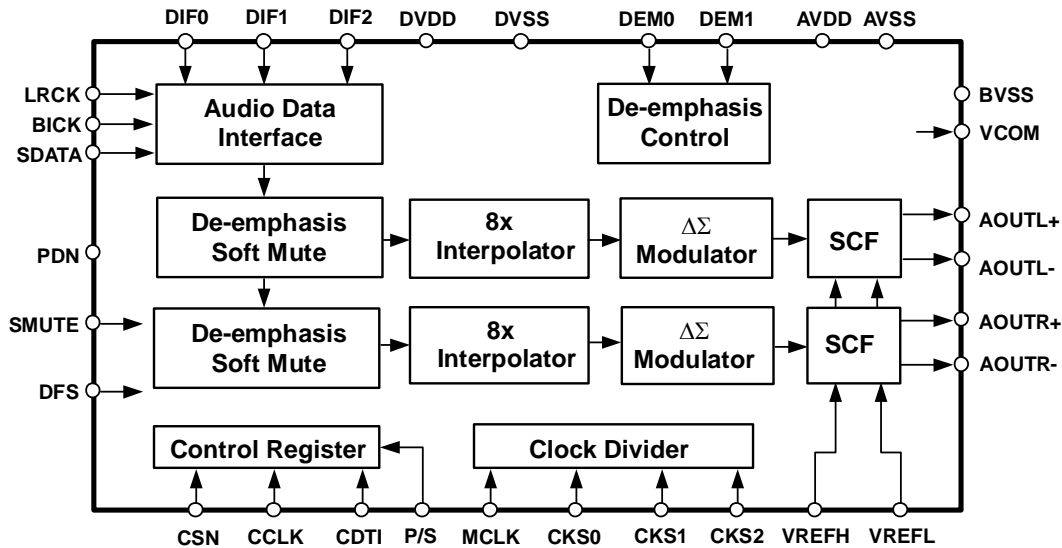 DIF0 DIF1 DIF2 DVDD DVSS DEM0 DEM1 AVDD AVSS
LRCK
BICK
SDATA
PDN
SMUTE
DFS
Audio Data
Interface
De-emphasis
Control
BVSS
VCOM
De-emphasis
Soft Mute
8x
Interpolator
ΔΣ
Modulator
SCF
AOUTL+
AOUTL-
De-emphasis
Soft Mute
8x
Interpolator
ΔΣ
Modulator
SCF
AOUTR+
AOUTR-
Control Register
Clock Divider
CSN CCLK CDTI P/S MCLK CKS0 CKS1 CKS2 VREFH VREFL